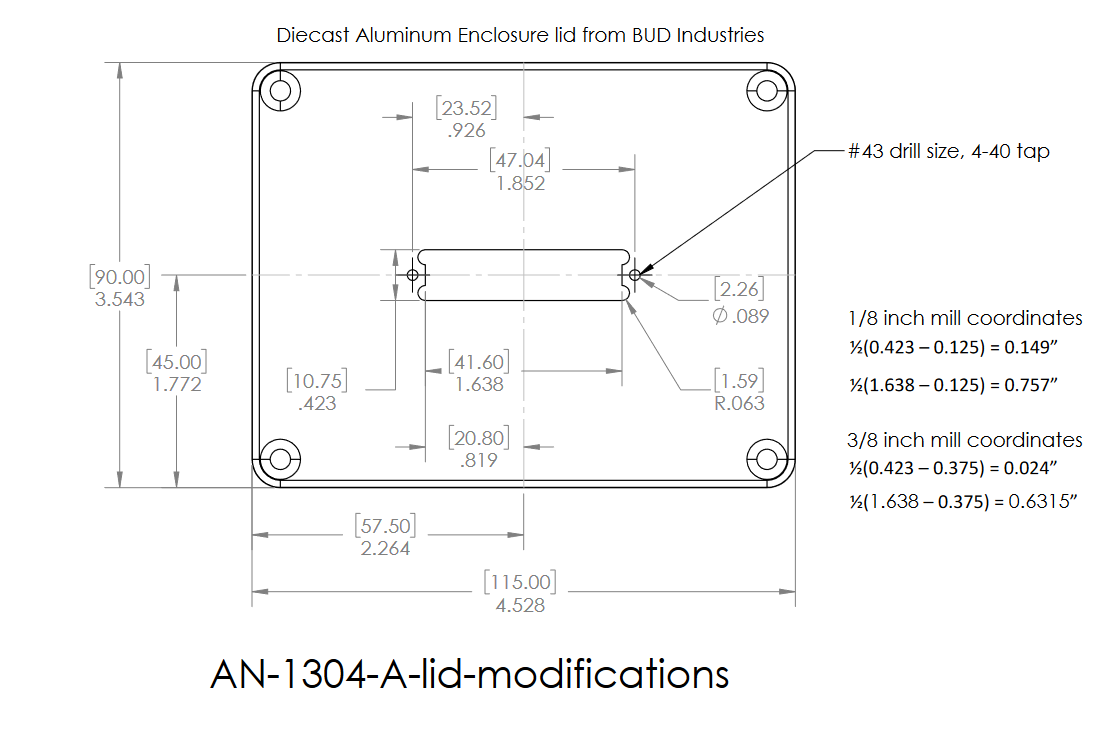 Diecast Aluminum Enclosure lid from BUD Industries
[23.52]
.926
[47.04]
1.852
#43 drill size, 4-40 tap
[90.00]
3.543
[2.26]
Ø .089
1/8 inch mill coordinates
½(0.423 – 0.125) = 0.149”
[45.00]
1.772
[41.60]
1.638
[10.75]
.423
[1.59]
R.063
½(1.638 – 0.125) = 0.757”
[20.80]
.819
3/8 inch mill coordinates
½(0.423 – 0.375) = 0.024”
½(1.638 – 0.375) = 0.6315”
[57.50]
2.264
[115.00]
4.528
AN-1304-A-lid-modifications